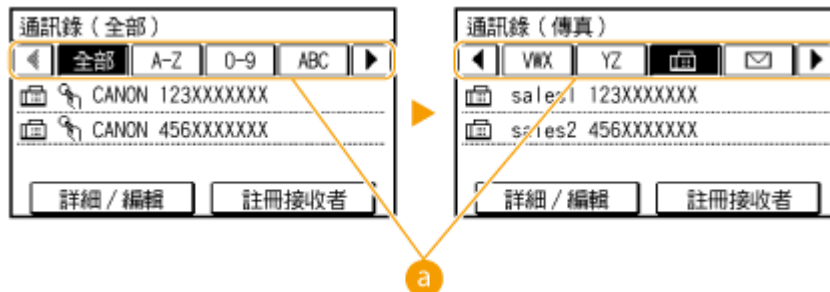 通訊錄（全部）
全部 A-Z 0-9 ABC
CANON 123XXXXXXX
CANON 456XXXXXXX
詳細/編輯 註冊接收者
通訊錄（傳真）
VWX YZ
sales1 123XXXXXXX
sales2 456XXXXXXX
詳細/編輯 註冊接收者
a